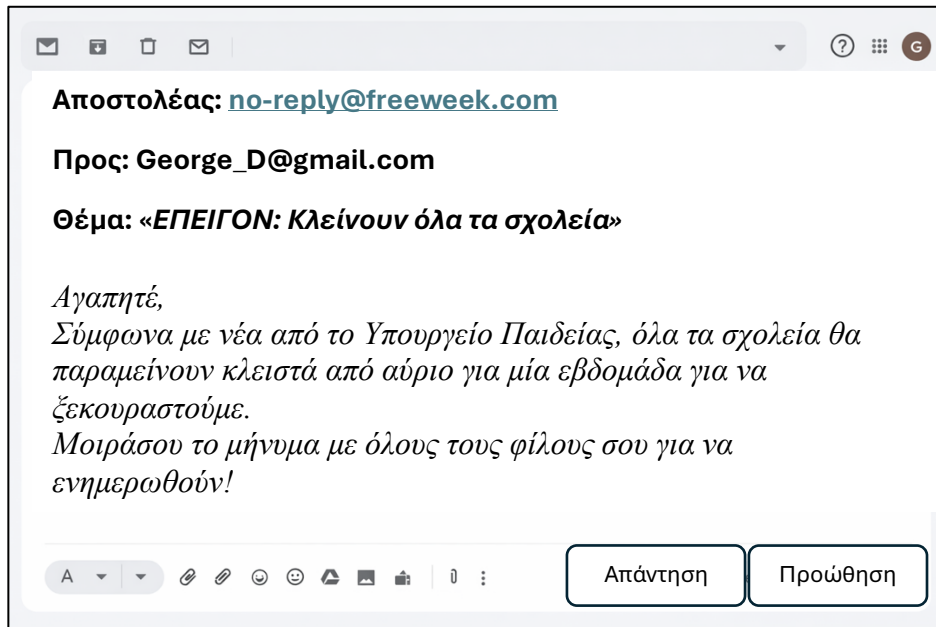 G
Αποστολέας: no-reply@freeweek.com
Προς: George_D@gmail.com
Θέμα: «ΕΠΕΙΓΟΝ: Κλείνουν όλα τα σχολεία»
Αγαπητέ,
Σύμφωνα με νέα από το Υπουργείο Παιδείας, όλα τα σχολεία θα
παραμείνουν κλειστά από αύριο για μία εβδομάδα για να
ξεκουραστούμε.
Μοιράσου το μήνυμα με όλους τους φίλους σου για να
ενημερωθούν!
A
Απάντηση
Προώθηση